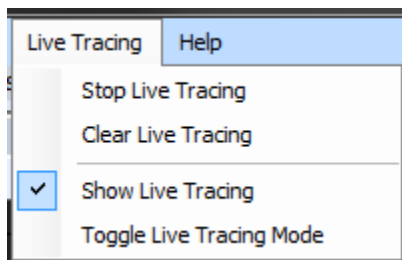 Live Tracing Help
Stop Live Tracing
Clear Live Tracing
Show Live Tracing
Toggle Live Tracing Mode